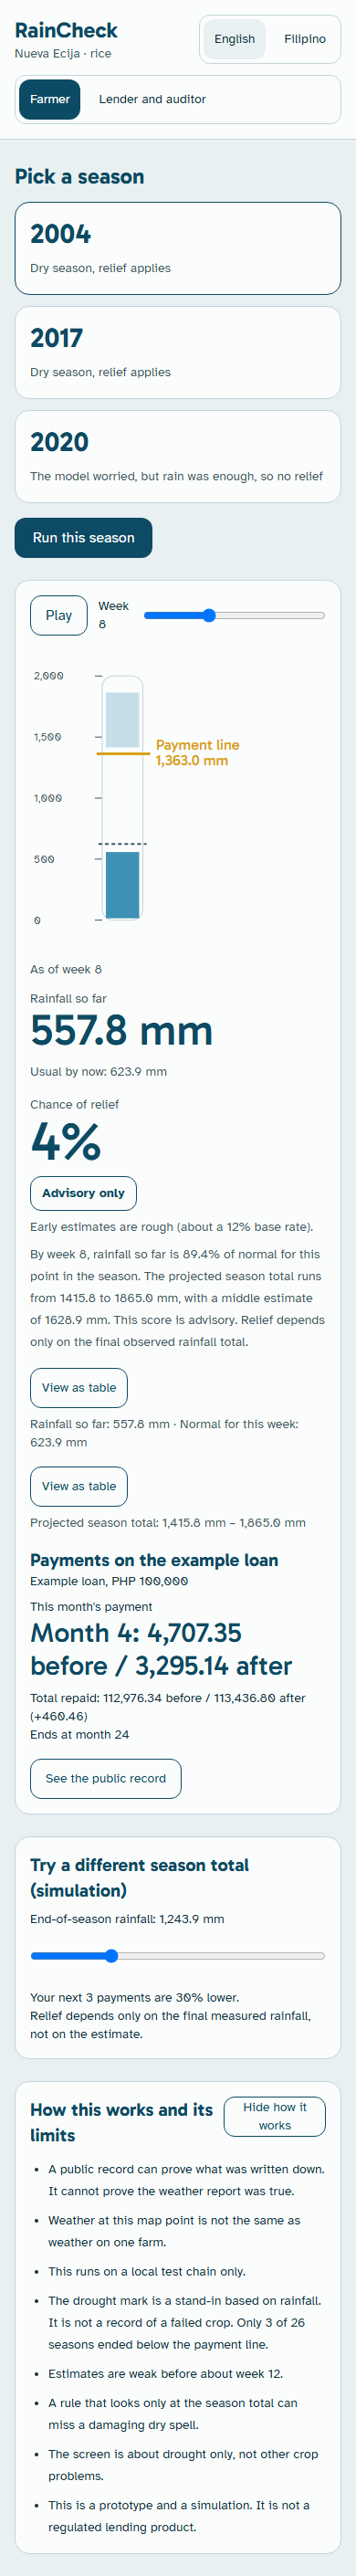 RainCheck
Nueva Ecija · rice
English
Filipino
Farmer
Lender and auditor
Pick a season
2004
Dry season, relief applies
2017
Dry season, relief applies
2020
The model worried, but rain was enough, so no relief
Run this season
Play
Week
8
2,000
1,500
Payment line
1,363.0 mm
1,000
500
0
As of week 8
Rainfall so far
557.8 mm
Usual by now: 623.9 mm
Chance of relief
4%
Advisory only
Early estimates are rough (about a 12% base rate).
By week 8, rainfall so far is 89.4% of normal for this
point in the season. The projected season total runs
from 1415.8 to 1865.0 mm, with a middle estimate
of 1628.9 mm. This score is advisory. Relief depends
only on the final observed rainfall total.
View as table
Rainfall so far: 557.8 mm · Normal for this week:
623.9 mm
View as table
Projected season total: 1,415.8 mm – 1,865.0 mm
Payments on the example loan
Example loan, PHP 100,000
This month's payment
Month 4: 4,707.35
before / 3,295.14 after
Total repaid: 112,976.34 before / 113,436.80 after
(+460.46)
Ends at month 24
See the public record
Try a different season total
(simulation)
End-of-season rainfall: 1,243.9 mm
Your next 3 payments are 30% lower.
Relief depends only on the final measured rainfall,
not on the estimate.
How this works and its
limits
Hide how it
works
• A public record can prove what was written down.
It cannot prove the weather report was true.
• Weather at this map point is not the same as
weather on one farm.
• This runs on a local test chain only.
• The drought mark is a stand-in based on rainfall.
It is not a record of a failed crop. Only 3 of 26
seasons ended below the payment line.
• Estimates are weak before about week 12.
• A rule that looks only at the season total can
miss a damaging dry spell.
• The screen is about drought only, not other crop
problems.
• This is a prototype and a simulation. It is not a
regulated lending product.